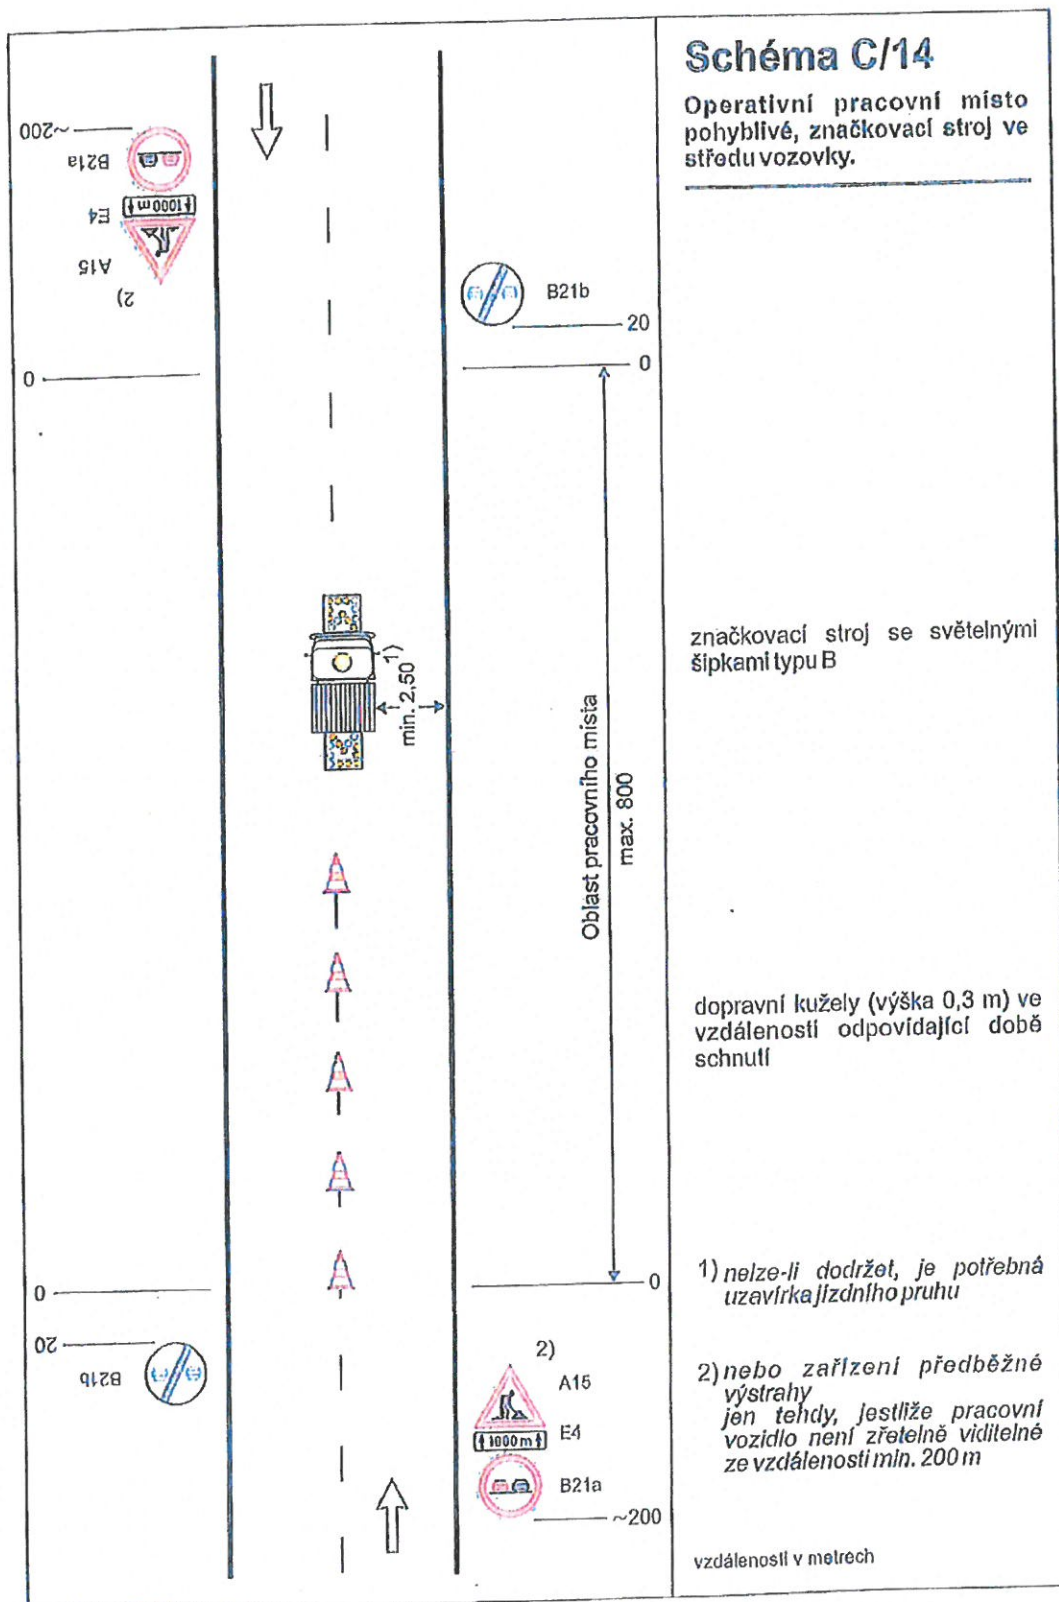 Schéma C/14
Operativní pracovní místo
pohyblivé, značkovací stroj ve
středu vozovky.
~200
B21a
E4
↑1000 m↑
A15
2)
0
B21b
20
0
1)
min. 2,50
značkovací stroj se světelnými
šipkami typu B
Oblast pracovního místa
max. 800
dopravní kužely (výška 0,3 m) ve
vzdálenosti odpovídající době
schnutí
0
20
B21b
0
1) nelze-li dodržet, je potřebná
uzavírka jízdního pruhu
2)
A15
↑1000 m↑
E4
B21a
~200
2) nebo zařízení předběžné
výstrahy
jen tehdy, jestliže pracovní
vozidlo není zřetelně viditelné
ze vzdálenosti min. 200 m
vzdálenosti v metrech